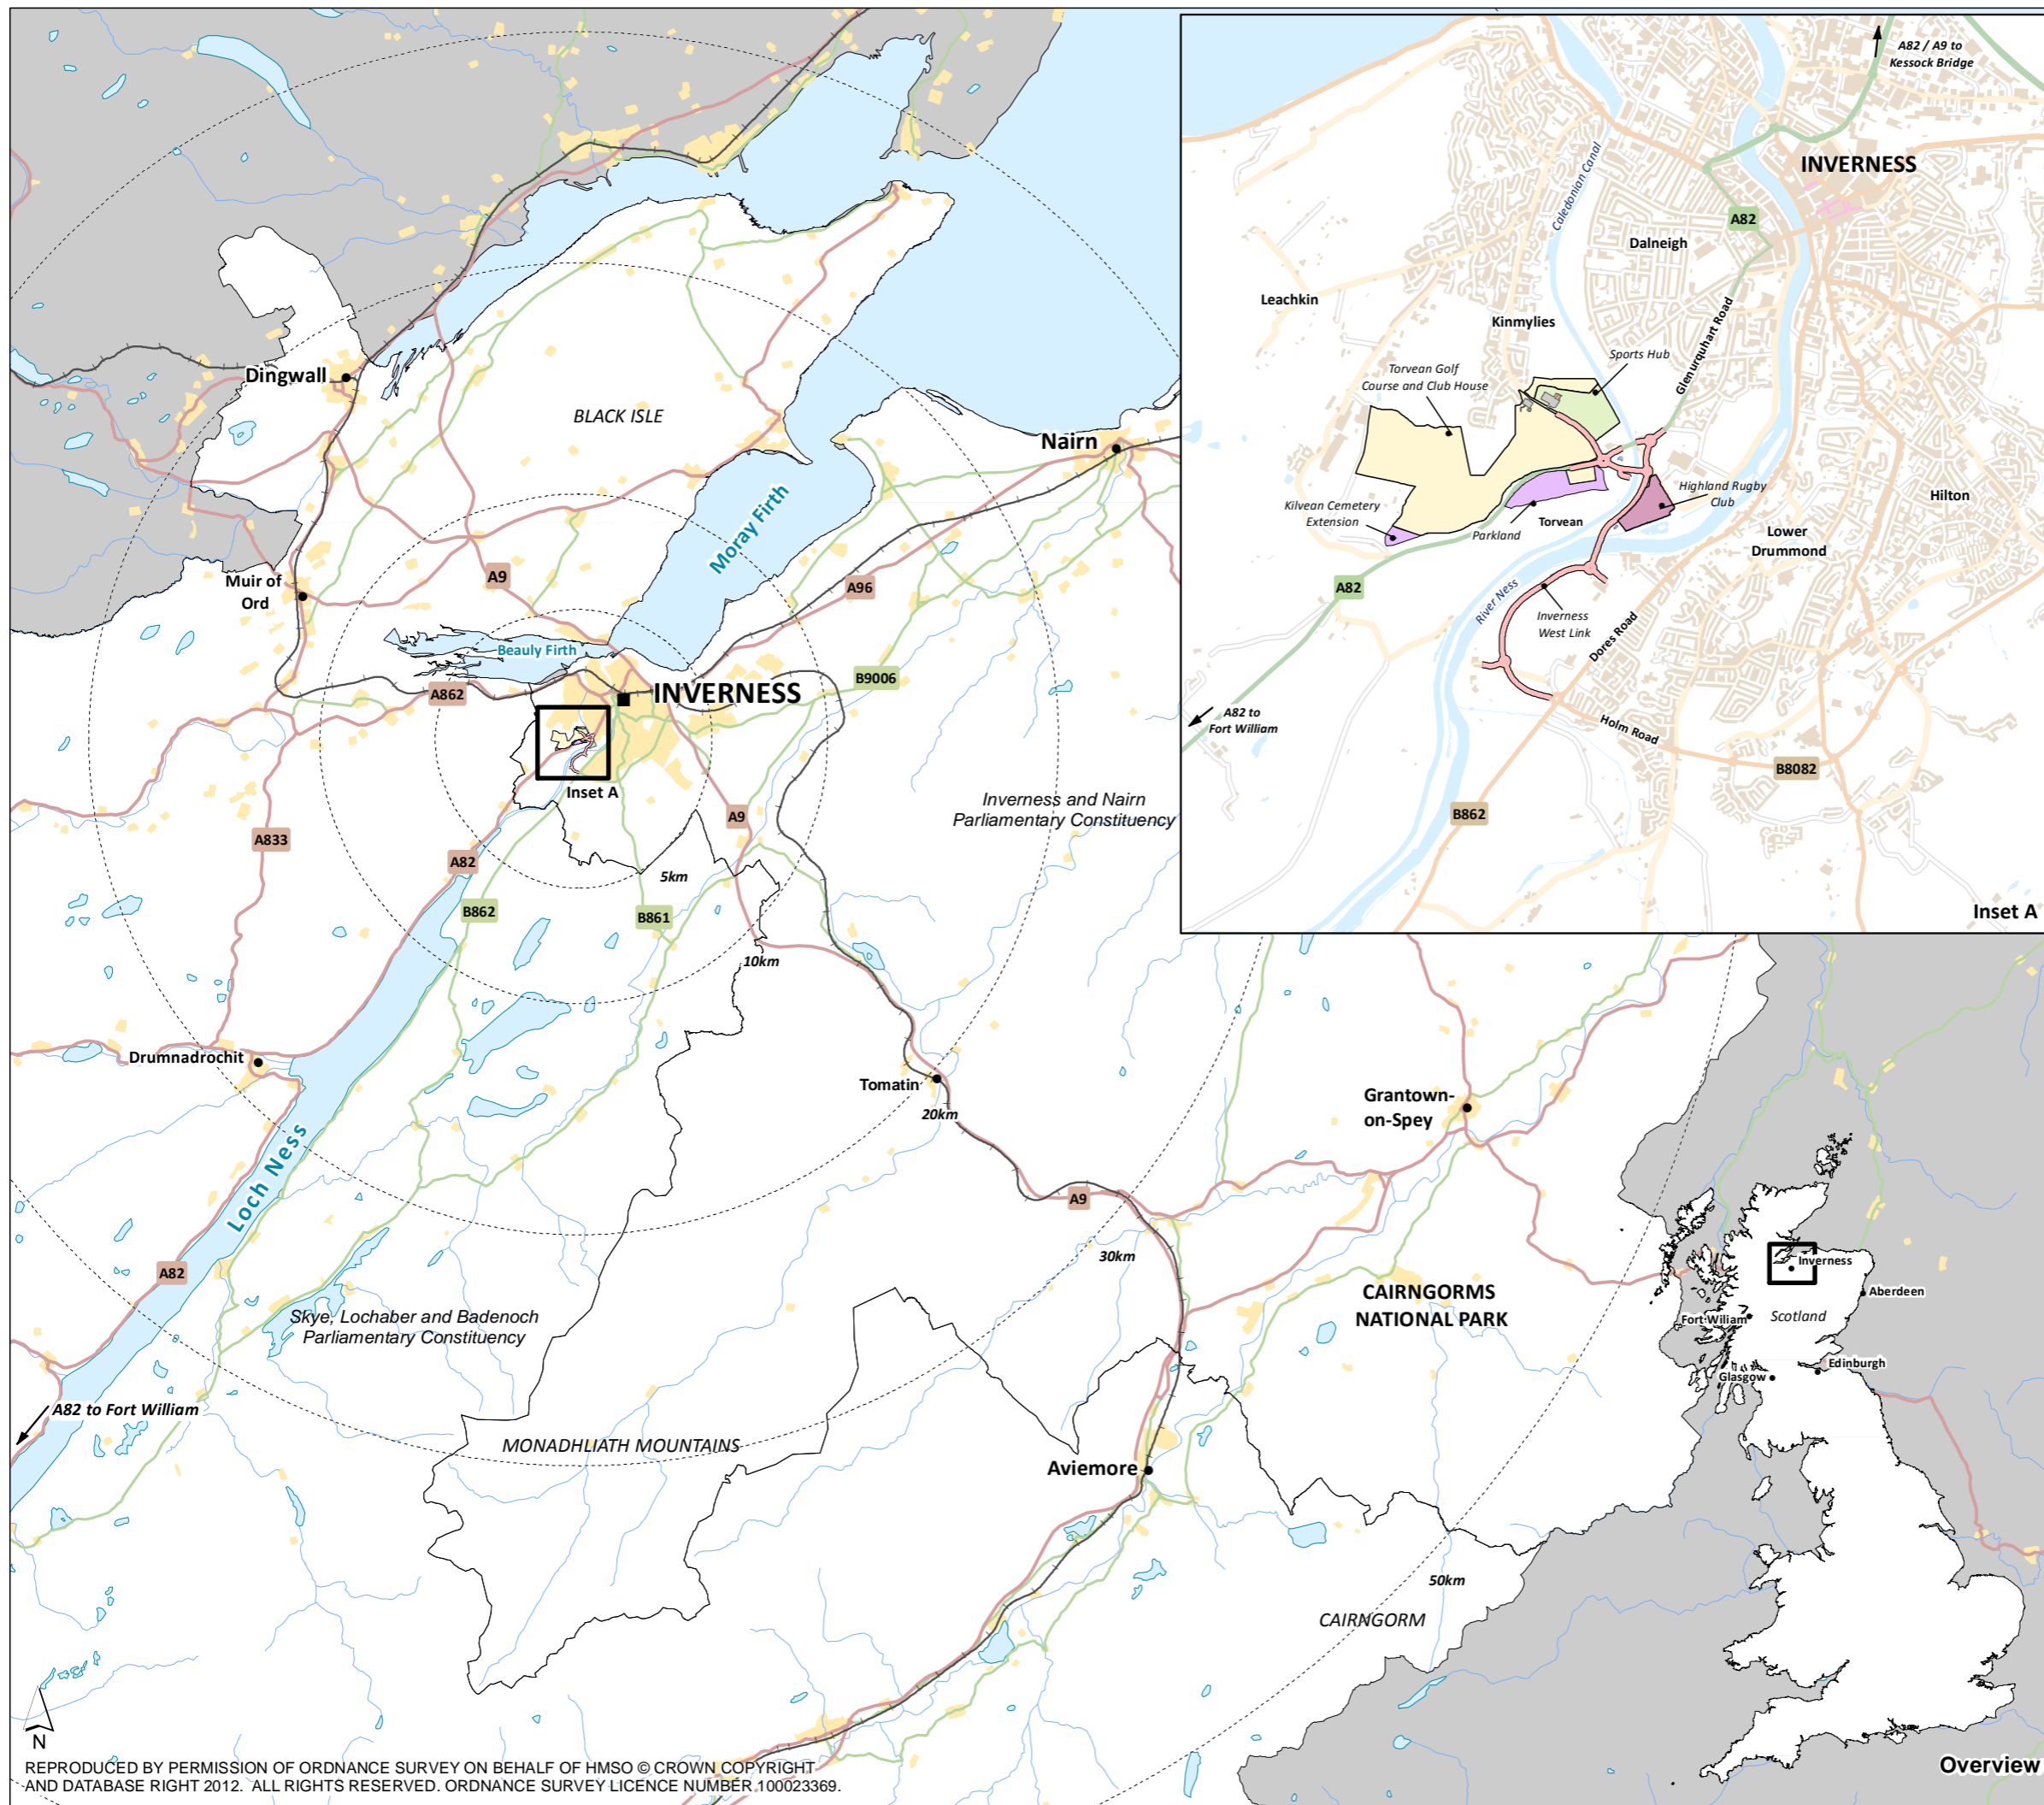 Dingwall
BLACK ISLE
Nairn
Moray Firth
Muir of
Ord
A9
A96
Beauly Firth
A862
INVERNESS
B9006
Inset A
Inverness and Nairn
Parliamentary Constituency
A833
A82
A9
5km
B862
B861
10km
Drumnadrochit
Tomatin
20km
Grantown-
on-Spey
Loch Ness
A9
30km
A82
Skye, Lochaber and Badenoch
Parliamentary Constituency
CAIRNGORMS
NATIONAL PARK
A82 to Fort William
MONADHLIATH MOUNTAINS
Aviemore
50km
CAIRNGORM
N
REPRODUCED BY PERMISSION OF ORDNANCE SURVEY ON BEHALF OF HMSO © CROWN COPYRIGHT
AND DATABASE RIGHT 2012. ALL RIGHTS RESERVED. ORDNANCE SURVEY LICENCE NUMBER 100023369.
A82 / A9 to
Kessock Bridge
INVERNESS
Caledonian Canal
A82
Dalneigh
Leachkin
Kinmylies
Glenurquhart Road
Sports Hub
Torvean Golf
Course and Club House
Highland Rugby
Club
Hilton
Kilvean Cemetery
Extension
Parkland
Torvean
Lower
Drummond
A82
River Ness
Inverness
West Link
Dores Road
A82 to
Fort William
Holm Road
B8082
B862
Inset A
Inverness
Aberdeen
Fort Wiliam
Scotland
Edinburgh
Glasgow
Overview